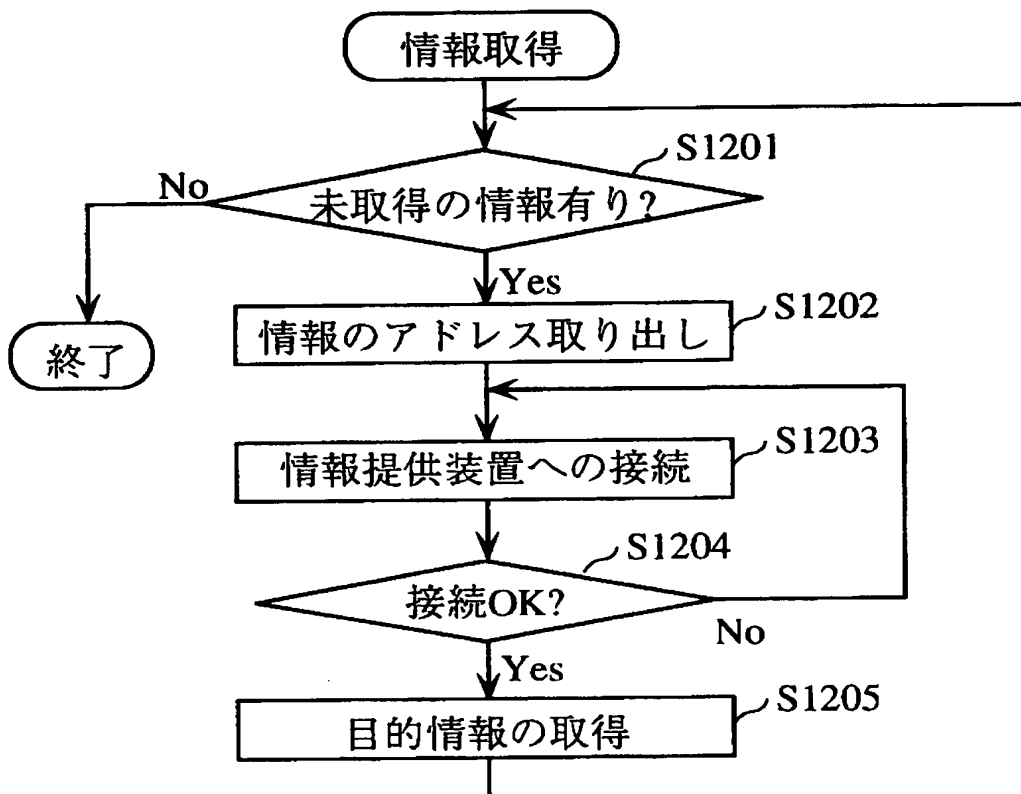 情報取得
S1201
No
未取得の情報有り?
Yes
S1202
情報のアドレス取り出し
終了
S1203
情報提供装置への接続
S1204
接続OK?
No
Yes
S1205
目的情報の取得